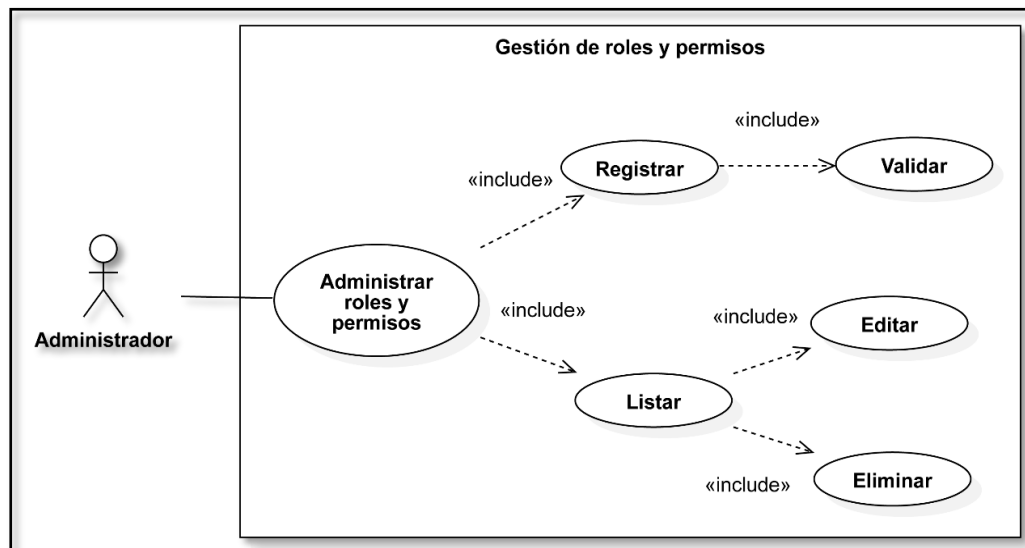 Gestión de roles y permisos
«include»
Registrar
Validar
«include»
Administrar
roles y
permisos
Administrador
«include»
«include»
Editar
Listar
«include»
Eliminar